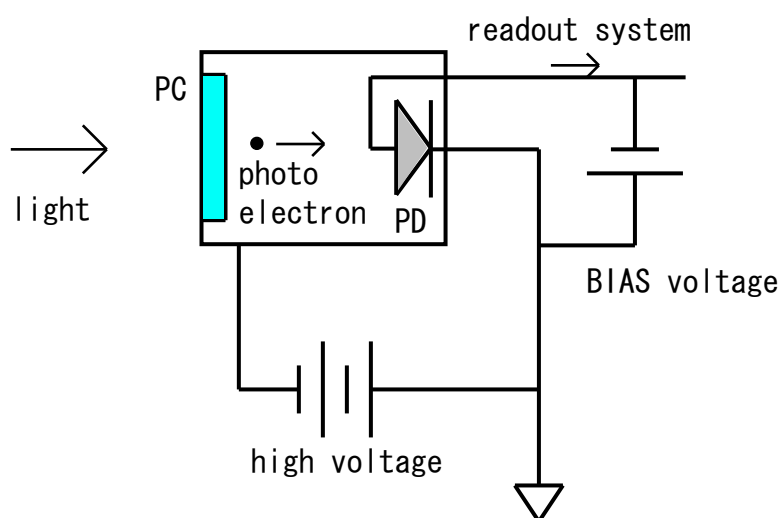 readout system
PC
light
photo
electron
PD
BIAS voltage
high voltage